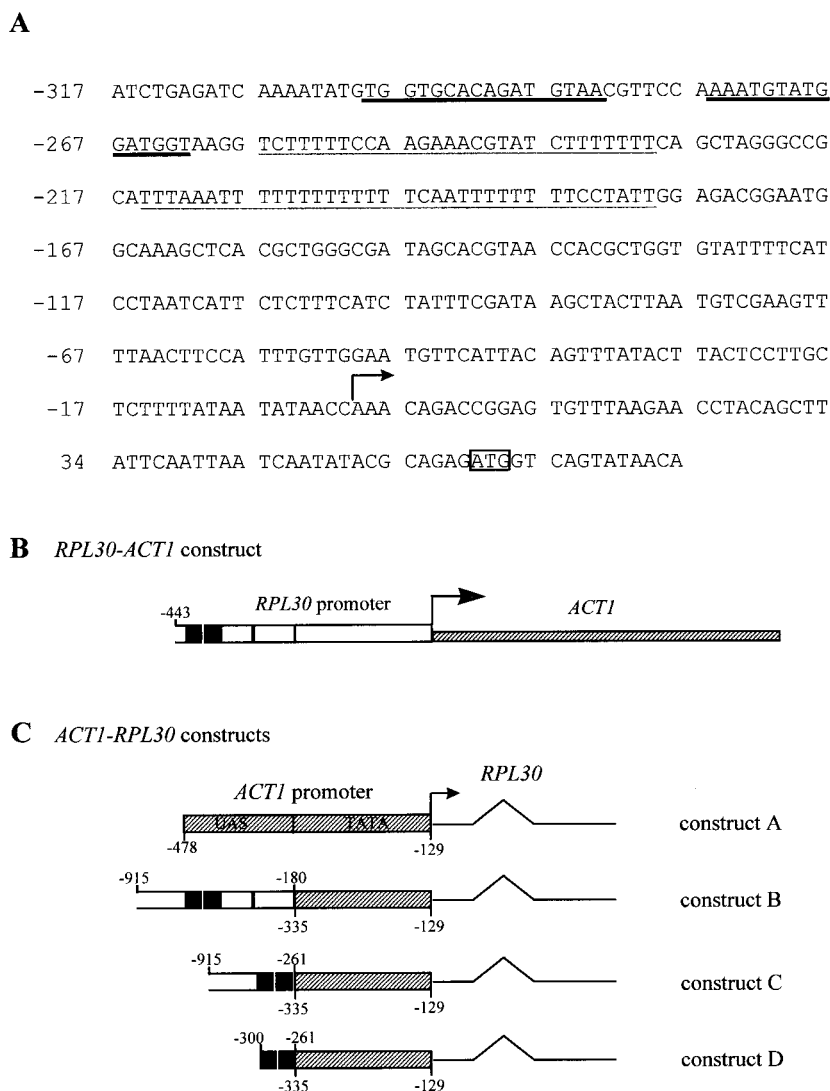 A
-317 ATCTGAGATC AAAATATGTG GTGCACAGAT GTAACGTTCC AAAATGTATG
-267 GATGGTAAGG TCTTTTTCCA AGAAACGTATC CTTTTTTTCA GCTAGGGCCG
-217 CATTTAAATT TTTTTTTTTT TCAATTTTTT TTCCTATTGG AGACGGAATG
-167 GCAAAGCTCA CGCTGGGCGA TAGCACGTAA CCACGCTGGT GTATTTTCAT
-117 CCTAATCATT CTCTTTCATC TATTTCGATA AGCTACTTAA TGTCGAAGTT
-67 TTAACTTCCA TTTGTTGGAA TGTTCATTAC AGTTTATACT TACTCCTTGC
-17 TCTTTTATAA TATAACCAAA CAGACCGGAG TGTTTAAGAA CCTACAGCTT
34 ATTCAATTAA TCAATATACG CAGAGATGGT CAGTATAACA
B RPL30-ACT1 construct
-443 RPL30 promoter ACT1
C ACT1-RPL30 constructs
ACT1 promoter RPL30
UAS TATA construct A
-478 -129
-915 -180
construct B
-335 -129
-915 -261
construct C
-335 -129
-300 -261
construct D
-335 -129